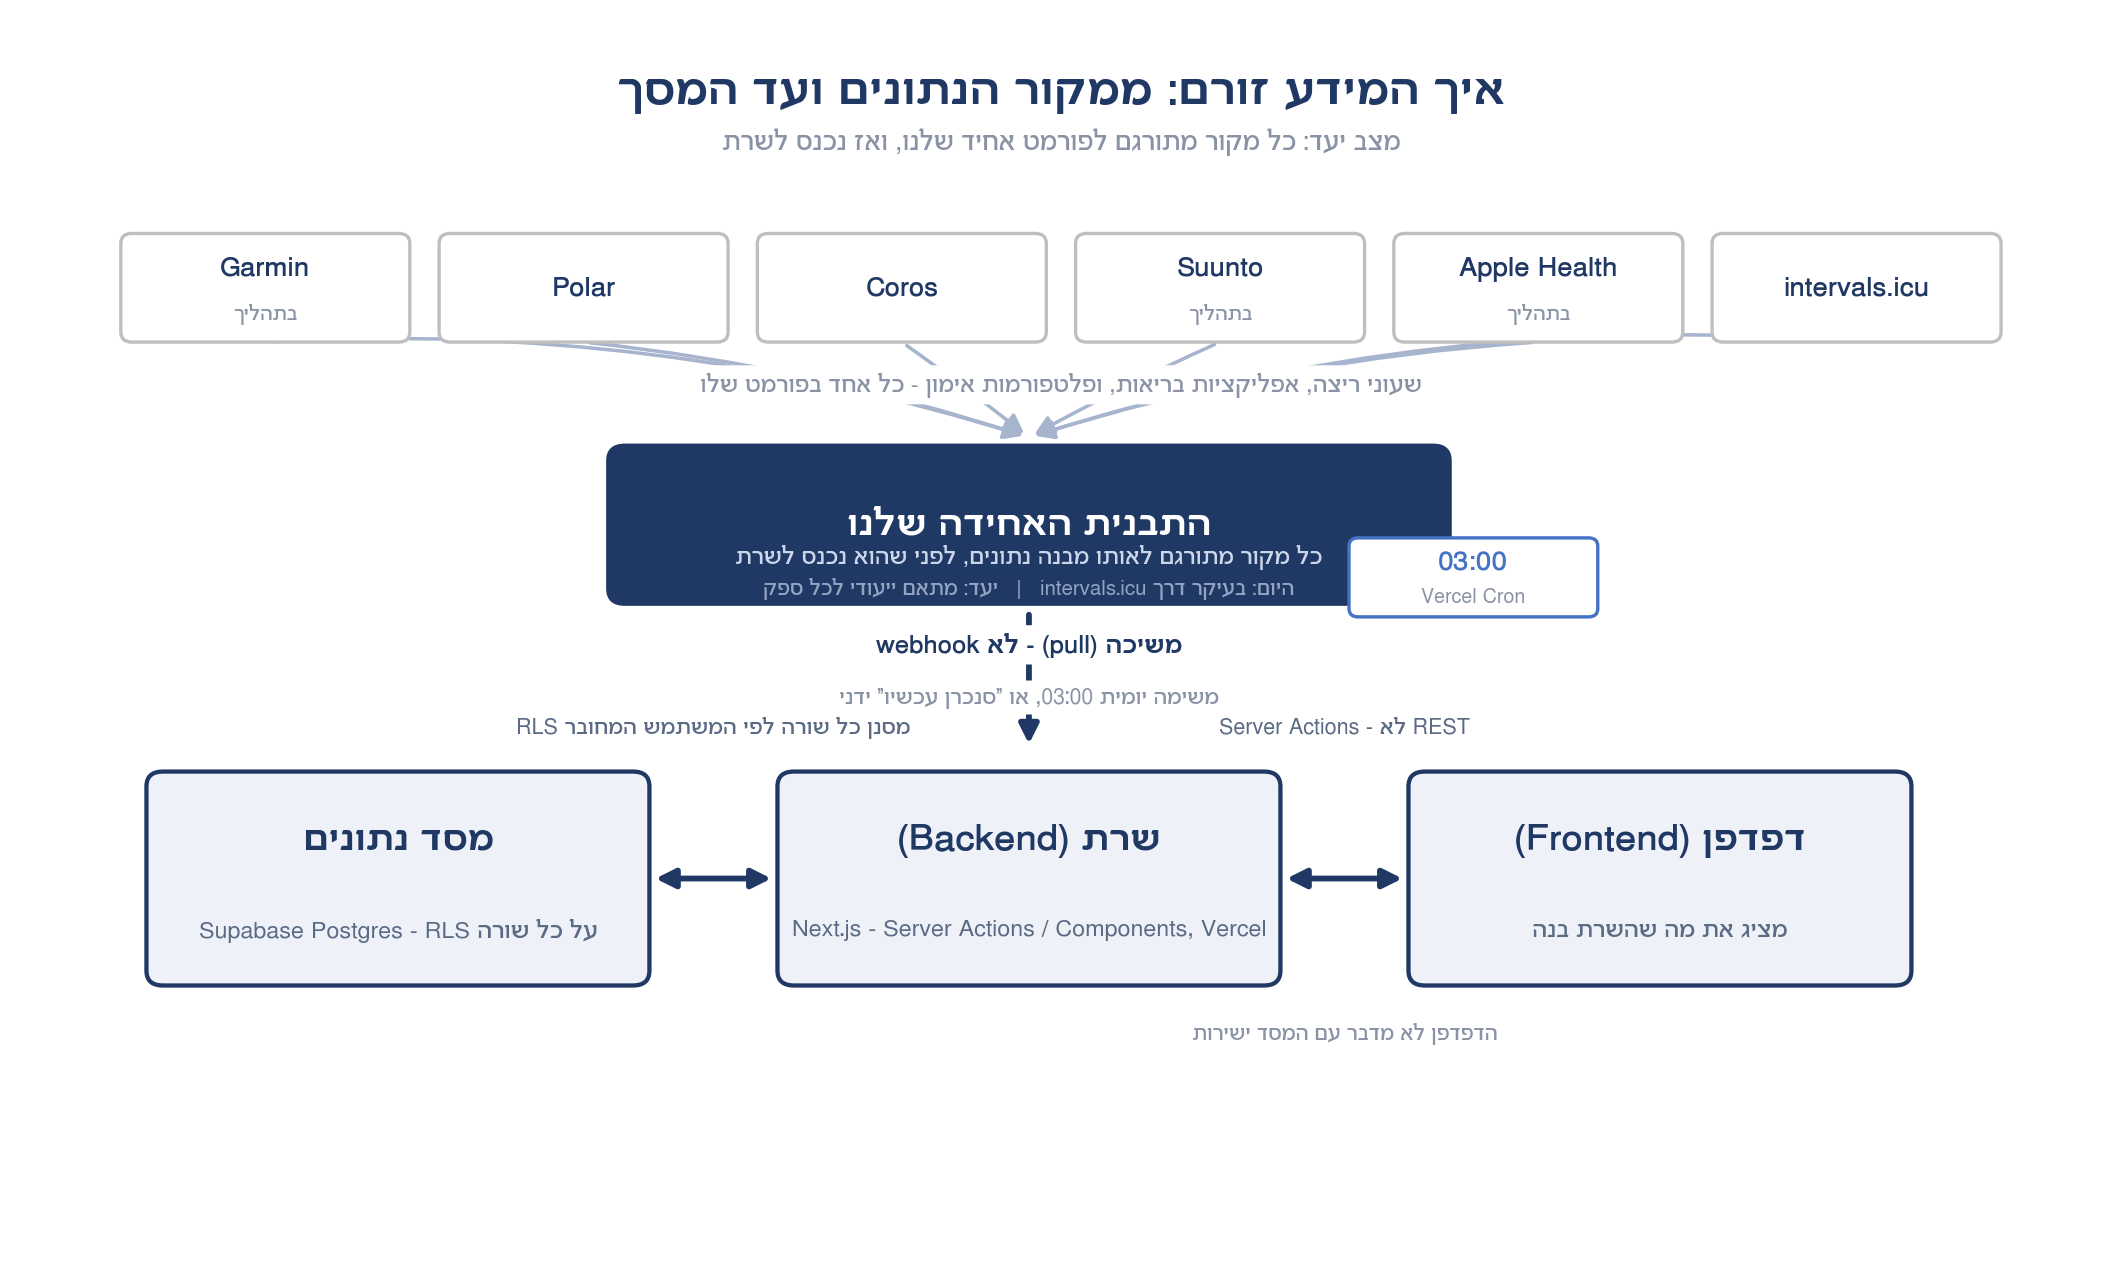 איך המידע זורם: ממקור הנתונים ועד המסך
מצב יעד: כל מקור מתורגם לפורמט אחיד שלנו, ואז נכנס לשרת
Garmin
בתהליך
Polar
Coros
Suunto
בתהליך
Apple Health
בתהליך
intervals.icu
שעוני ריצה, אפליקציות בריאות, ופלטפורמות אימון - כל אחד בפורמט שלו
התבנית האחידה שלנו
כל מקור מתורגם לאותו מבנה נתונים, לפני שהוא נכנס לשרת
היום: בעיקר דרך intervals.icu | יעד: מתאם ייעודי לכל ספק
03:00
Vercel Cron
משיכה (pull) - לא webhook
משימה יומית 03:00, או "סנכרן עכשיו" ידני
מסנן כל שורה לפי המשתמש המחובר RLS
Server Actions - לא REST
מסד נתונים
Supabase Postgres - RLS על כל שורה
שרת (Backend)
Next.js - Server Actions / Components, Vercel
דפדפן (Frontend)
מציג את מה שהשרת בנה
הדפדפן לא מדבר עם המסד ישירות